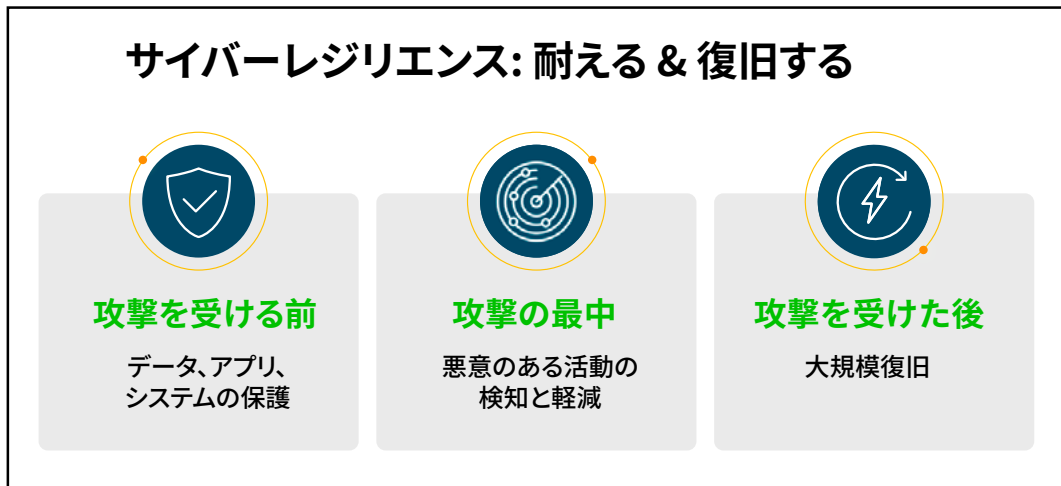 サイバーレジリエンス: 耐える & 復旧する
攻撃を受ける前
データ、アプリ、
システムの保護
攻撃の最中
悪意のある活動の
検知と軽減
攻撃を受けた後
大規模復旧